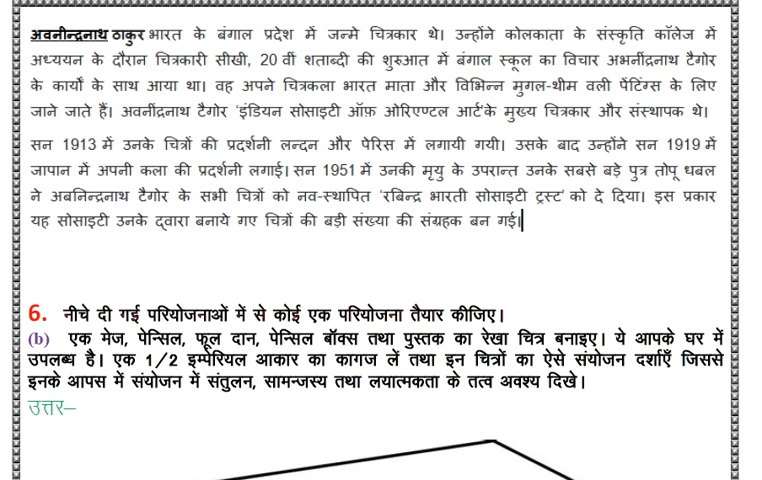 अवनीन्द्रनाथ ठाकुर भारत के बंगाल प्रदेश में जन्मे चित्रकार थे। उन्होंने कोलकाता के संस्कृति कॉलेज में
अध्ययन के दौरान चित्रकारी सीखी, 20 वीं शताब्दी की शुरुआत में बंगाल स्कूल का विचार अभनींद्रनाथ टैगोर
के कार्यों के साथ आया था। वह अपने चित्रकला भारत माता और विभिन्न मुगल-थीम वली पेंटिंग्स के लिए
जाने जाते हैं। अवनींद्रनाथ टैगोर 'इंडियन सोसाइटी ऑफ़ ओरिएण्टल आर्ट'के मुख्य चित्रकार और संस्थापक थे।
सन 1913 में उनके चित्रों की प्रदर्शनी लन्दन और पेरिस में लगायी गयी। उसके बाद उन्होंने सन 1919 में
जापान में अपनी कला की प्रदर्शनी लगाई। सन 1951 में उनकी मृयु के उपरान्त उनके सबसे बड़े पुत्र तोपू धबल
ने अबनिन्द्रनाथ टैगोर के सभी चित्रों को नव-स्थापित 'रबिन्द्र भारती सोसाइटी ट्रस्ट' को दे दिया। इस प्रकार
यह सोसाइटी उनके द्वारा बनाये गए चित्रों की बड़ी संख्या की संग्रहक बन गई।
6. नीचे दी गई परियोजनाओं में से कोई एक परियोजना तैयार कीजिए।
(b) एक मेज, पेन्सिल, फूल दान, पेन्सिल बॉक्स तथा पुस्तक का रेखा चित्र बनाइए। ये आपके घर में
उपलब्ध है। एक 1/2 इम्पेरियल आकार का कागज लें तथा इन चित्रों का ऐसे संयोजन दर्शाएँ जिससे
इनके आपस में संयोजन में संतुलन, सामन्जस्य तथा लयात्मकता के तत्व अवश्य दिखे।
उत्तर–